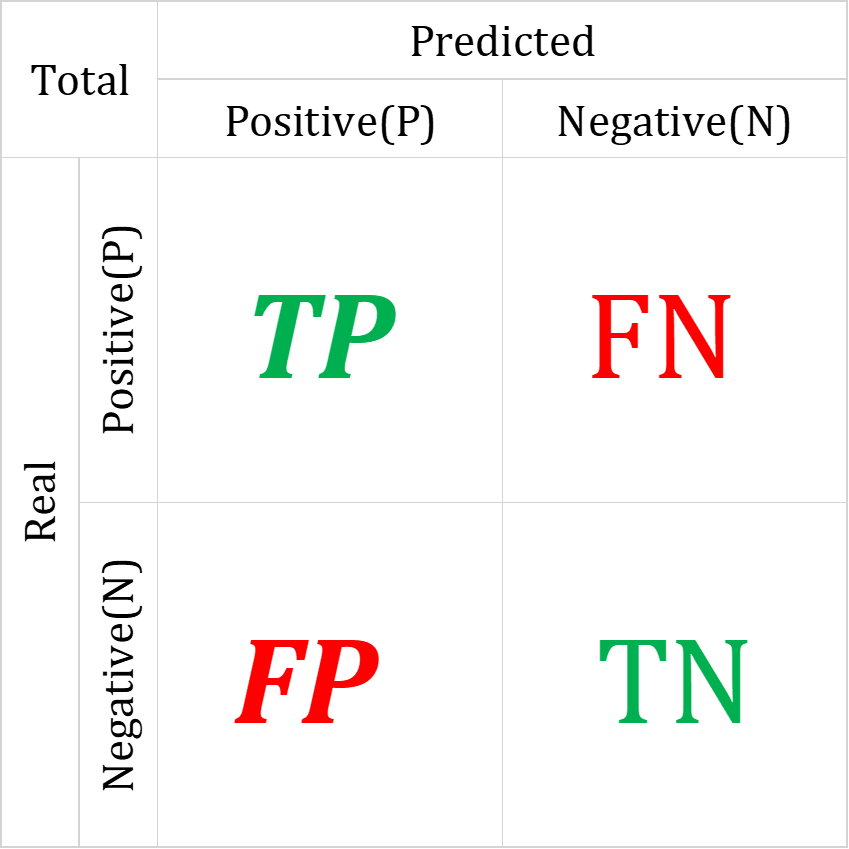 Total
Predicted
Positive(P)
Negative(N)
Real
Positive(P)
TP
FN
Negative(N)
FP
TN